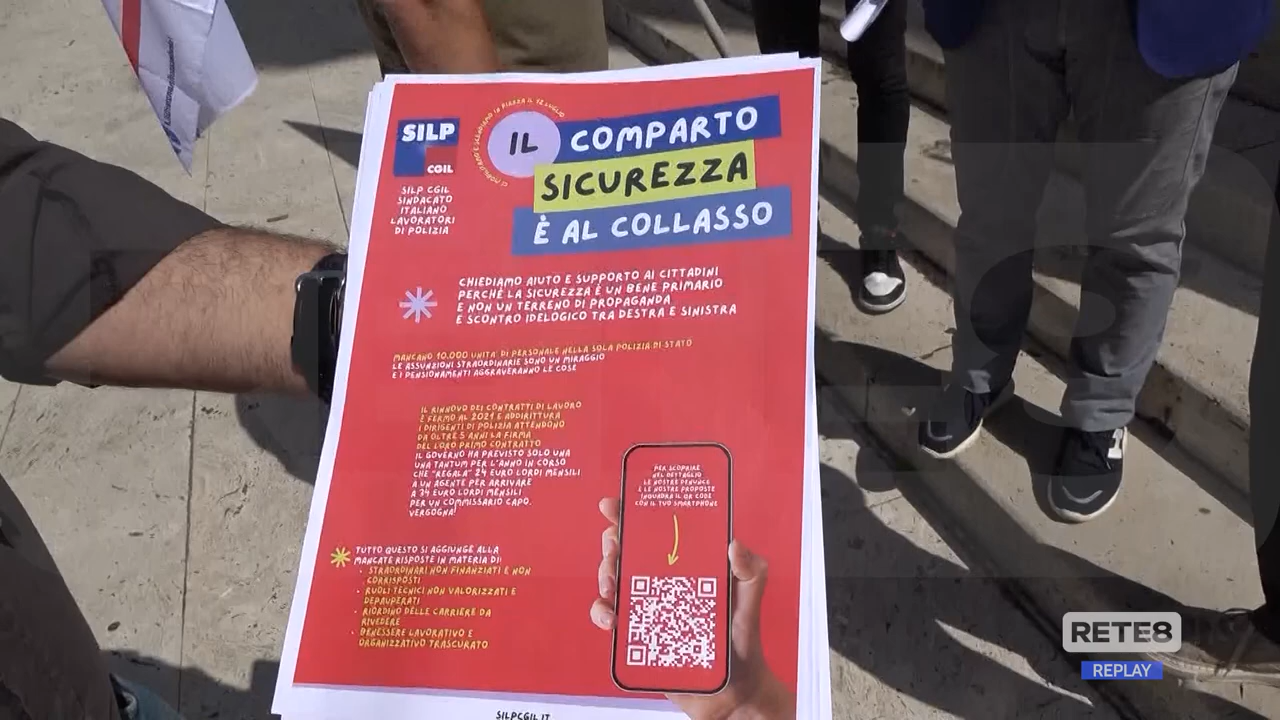 SILP
CGIL
SILP CGIL
SINDACATO
ITALIANO
LAVORATORI
DI POLIZIA
IL COMPARTO
SICUREZZA
È AL COLLASSO
CHIEDIAMO AIUTO E SUPPORTO AI CITTADINI
PERCHÉ LA SICUREZZA È UN BENE PRIMARIO
E NON UN TERRENO DI PROPAGANDA
E SCONTRO IDELOGICO TRA DESTRA E SINISTRA
MANCANO 10.000 UNITA' DI PERSONALE NELLA SOLA POLIZIA DI STATO
LE ASSUNZIONI STRAORDINARIE SONO UN MIRAGGIO
E I PENSIONAMENTI AGGRAVERANNO LE COSE
IL RINNOVO DEI CONTRATTI DI LAVORO
È FERMO AL 2021 E ADDIRITTURA
I DIRIGENTI DI POLIZIA ATTENDONO
DA OLTRE 5 ANNI LA FIRMA
DEL LORO PRIMO CONTRATTO
IL GOVERNO HA PREVISTO SOLO UNA
UNA TANTUM PER L'ANNO IN CORSO
CHE "REGALA" 24 EURO LORDI MENSILI
A UN AGENTE PER ARRIVARE
A 34 EURO LORDI MENSILI
PER UN COMMISSARIO CAPO.
VERGOGNA!
TUTTO QUESTO SI AGGIUNGE ALLA
MANCATE RISPOSTE IN MATERIA DI:
• STRAORDINARI NON FINANZIATI E NON
CORRISPOSTI
• RUOLI TECNICI NON VALORIZZATI E
DEPAUPERATI
• RIORDINO DELLE CARRIERE DA
RIVEDERE
• BENESSERE LAVORATIVO E
ORGANIZZATIVO TRASCURATO
PER SCOPRIRE
NEL DETTAGLIO
LE NOSTRE DENUNCE
E LE NOSTRE PROPOSTE
INQUADRA IL QR CODE
CON IL TUO SMARTPHONE
SILPCGIL.IT
RETE8
REPLAY